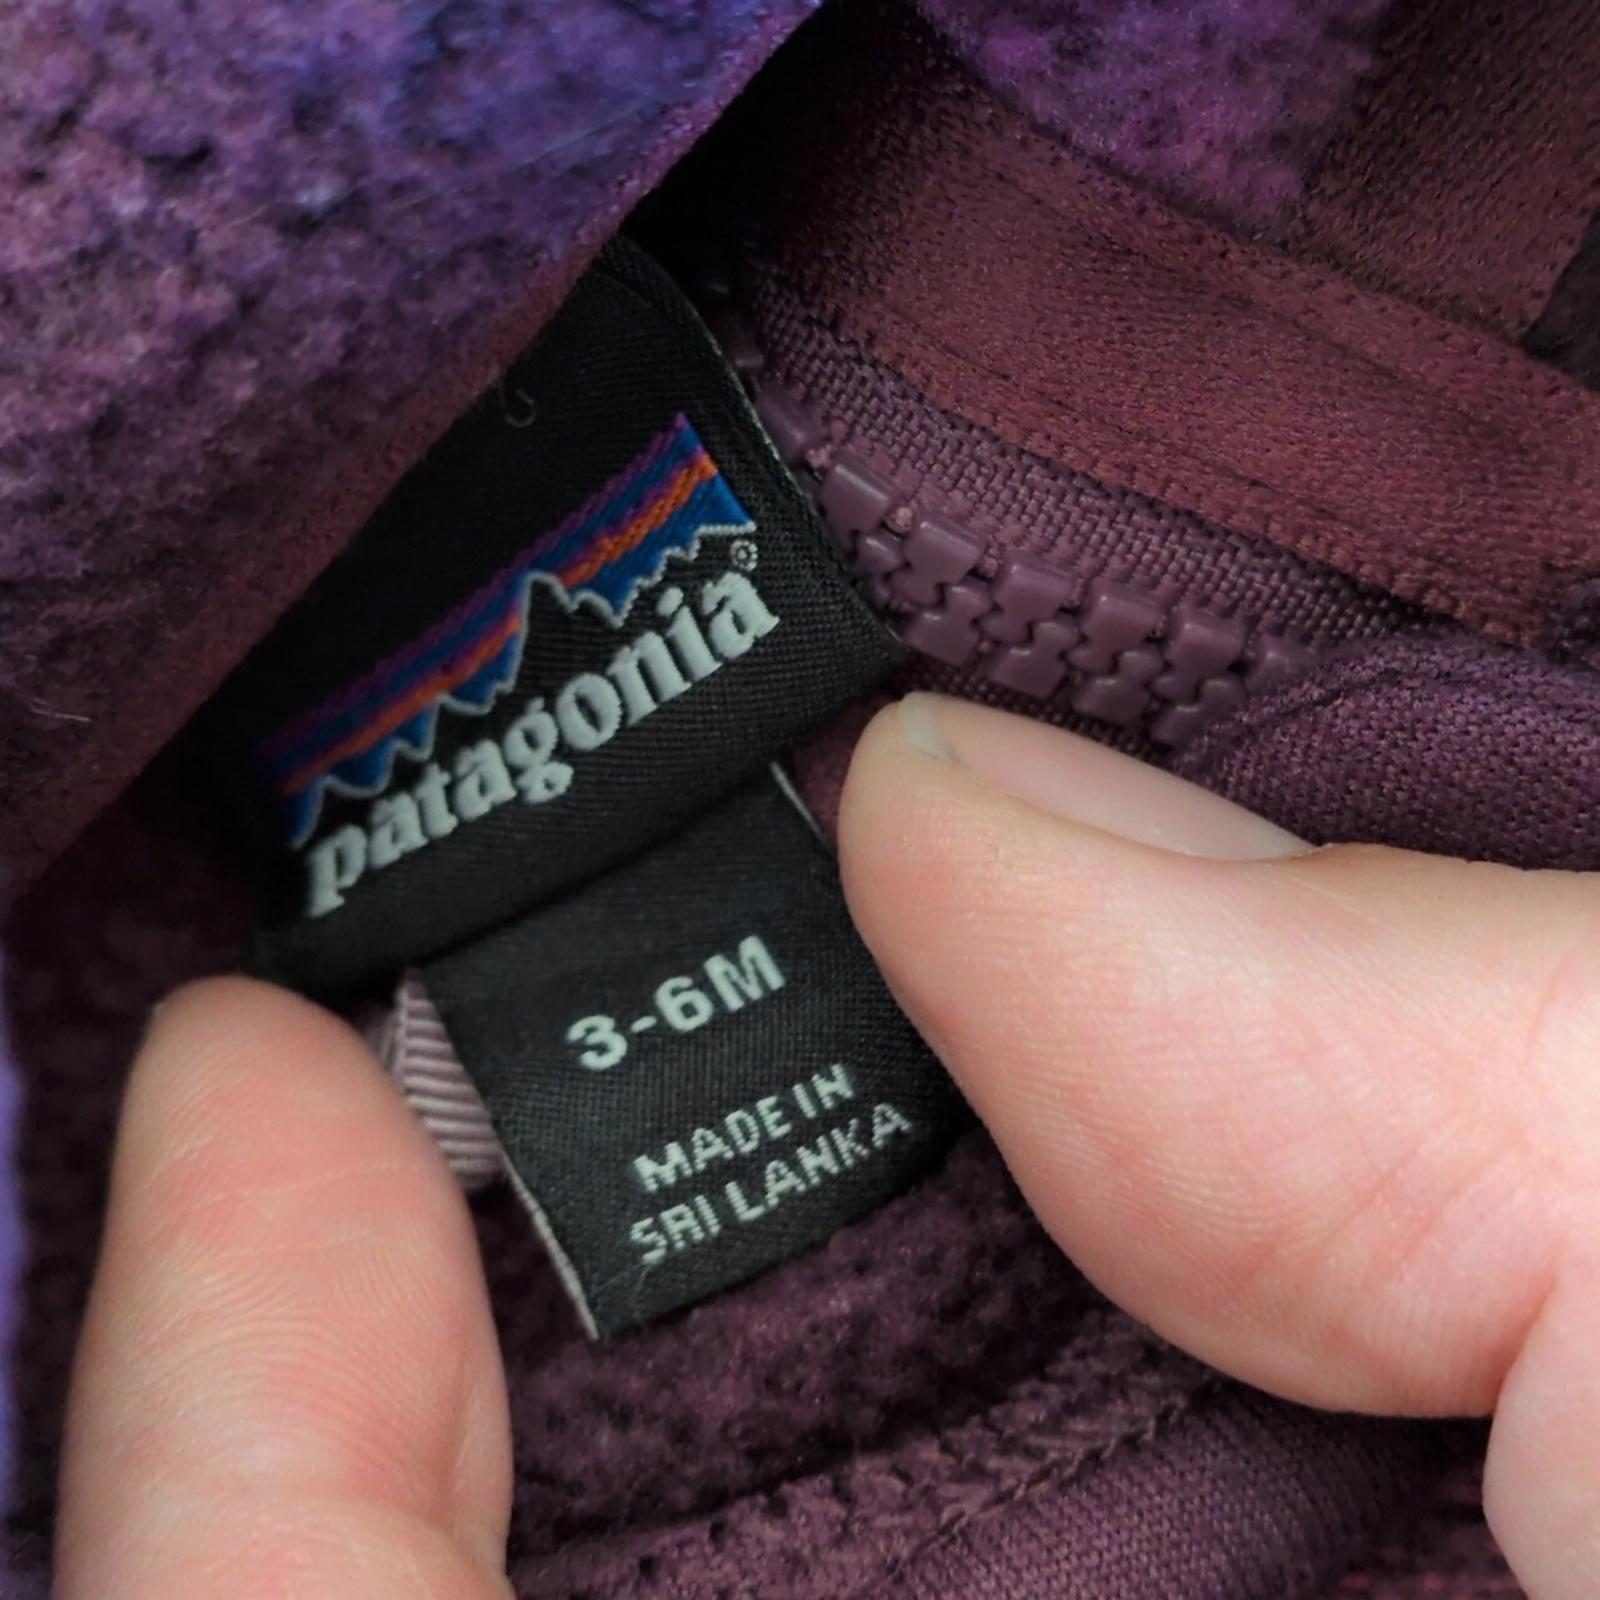 patagonia®
3-6M
MADE IN
SRI LANKA